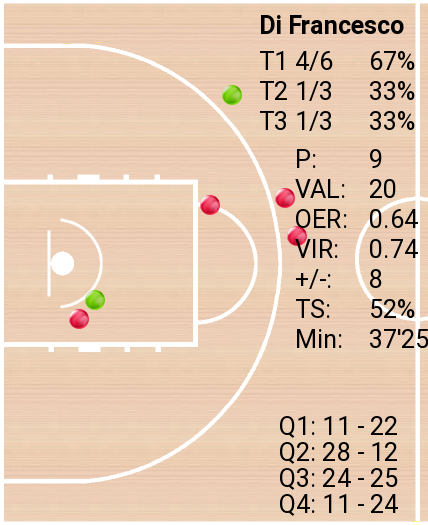 Di Francesco
T1 4/6 67%
T2 1/3 33%
T3 1/3 33%
P: 9
VAL: 20
OER: 0.64
VIR: 0.74
+/-: 8
TS: 52%
Min: 37'25
Q1: 11 - 22
Q2: 28 - 12
Q3: 24 - 25
Q4: 11 - 24